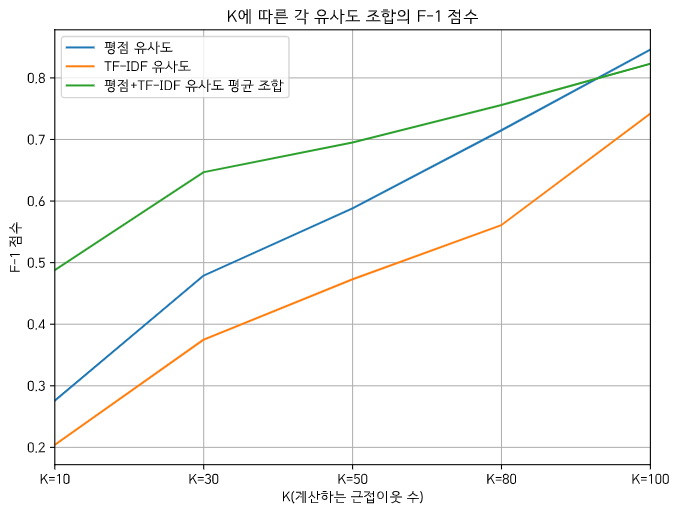 K에 따른 각 유사도 조합의 F-1 점수
평점 유사도
TF-IDF 유사도
평점+TF-IDF 유사도 평균 조합
F-1 점수
0.8
0.7
0.6
0.5
0.4
0.3
0.2
K=10 K=30 K=50 K=80 K=100
K(계산하는 근접이웃 수)